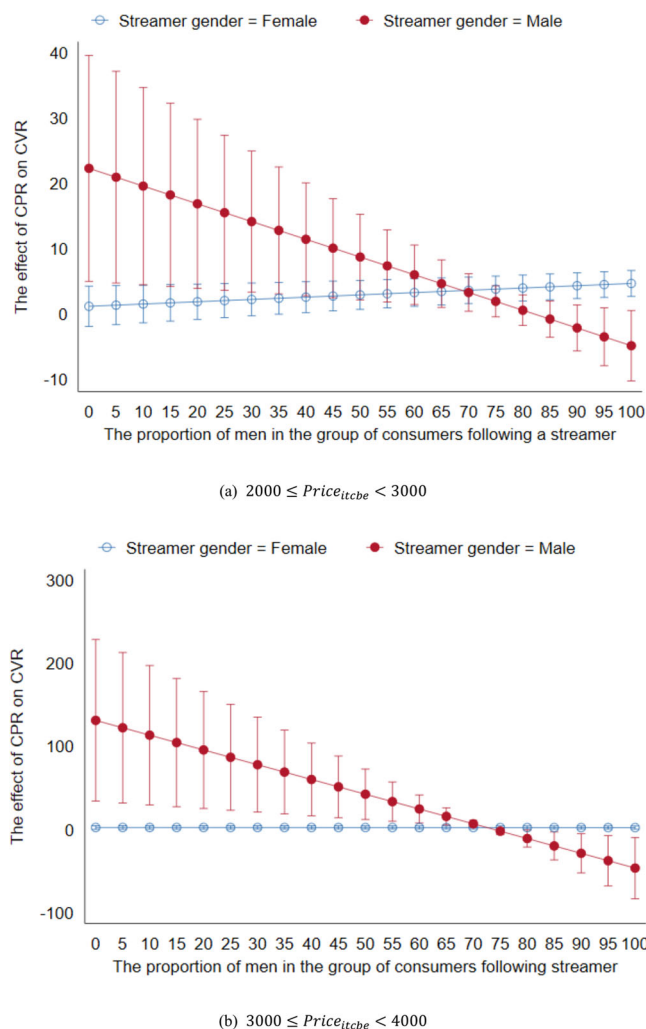 Streamer gender = Female Streamer gender = Male
The effect of CPR on CVR
40
30
20
10
0
-10
0 5 10 15 20 25 30 35 40 45 50 55 60 65 70 75 80 85 90 95 100
The proportion of men in the group of consumers following a streamer
(a) 2000 ≤ Price_itcbe < 3000
Streamer gender = Female Streamer gender = Male
The effect of CPR on CVR
300
200
100
0
-100
0 5 10 15 20 25 30 35 40 45 50 55 60 65 70 75 80 85 90 95 100
The proportion of men in the group of consumers following streamer
(b) 3000 ≤ Price_itcbe < 4000